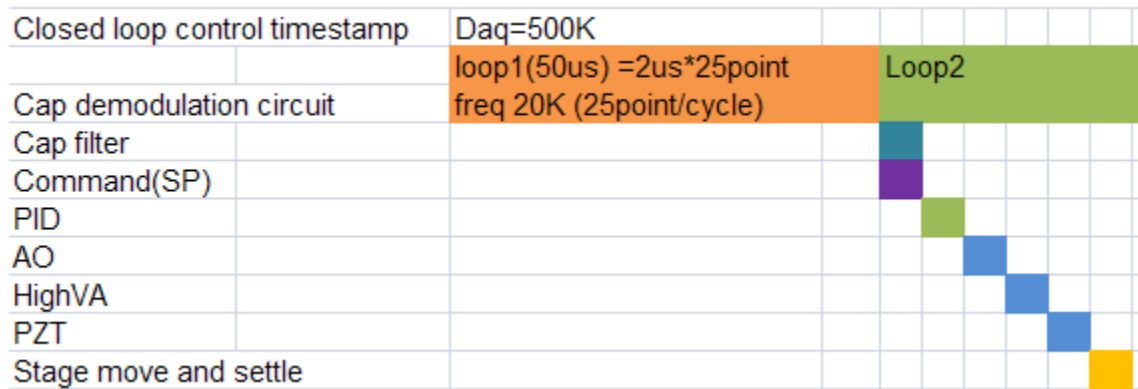 Closed loop control timestamp Daq=500K
loop1(50us) =2us*25point Loop2
Cap demodulation circuit freq 20K (25point/cycle)
Cap filter
Command(SP)
PID
AO
HighVA
PZT
Stage move and settle